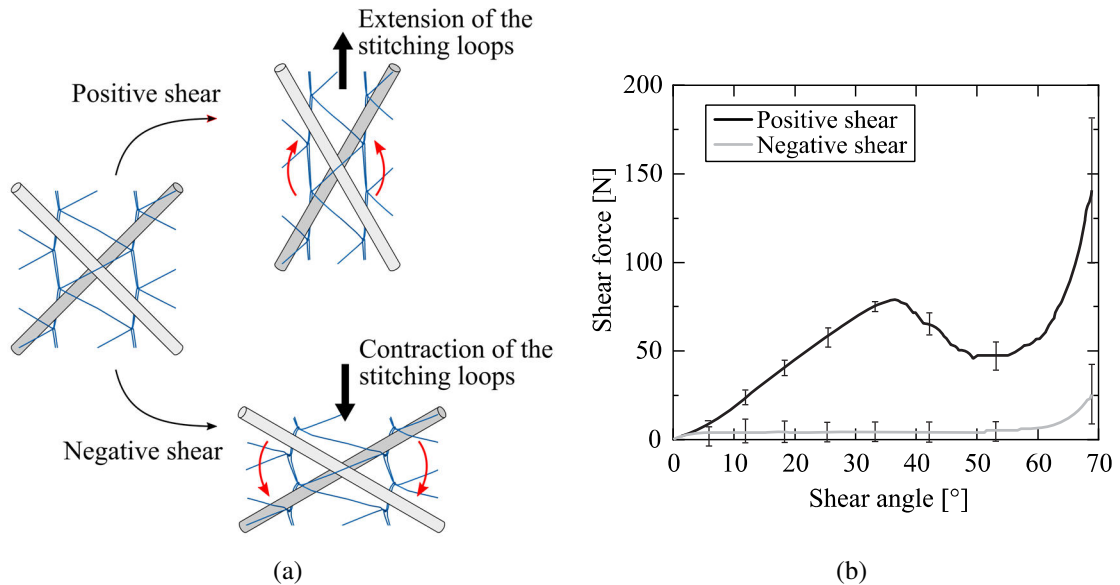 Extension of the
stitching loops
Positive shear
Contraction of the
stitching loops
Negative shear
(a)
200
150
100
50
0
Shear force [N]
Positive shear
Negative shear
0 10 20 30 40 50 60 70
Shear angle [°]
(b)